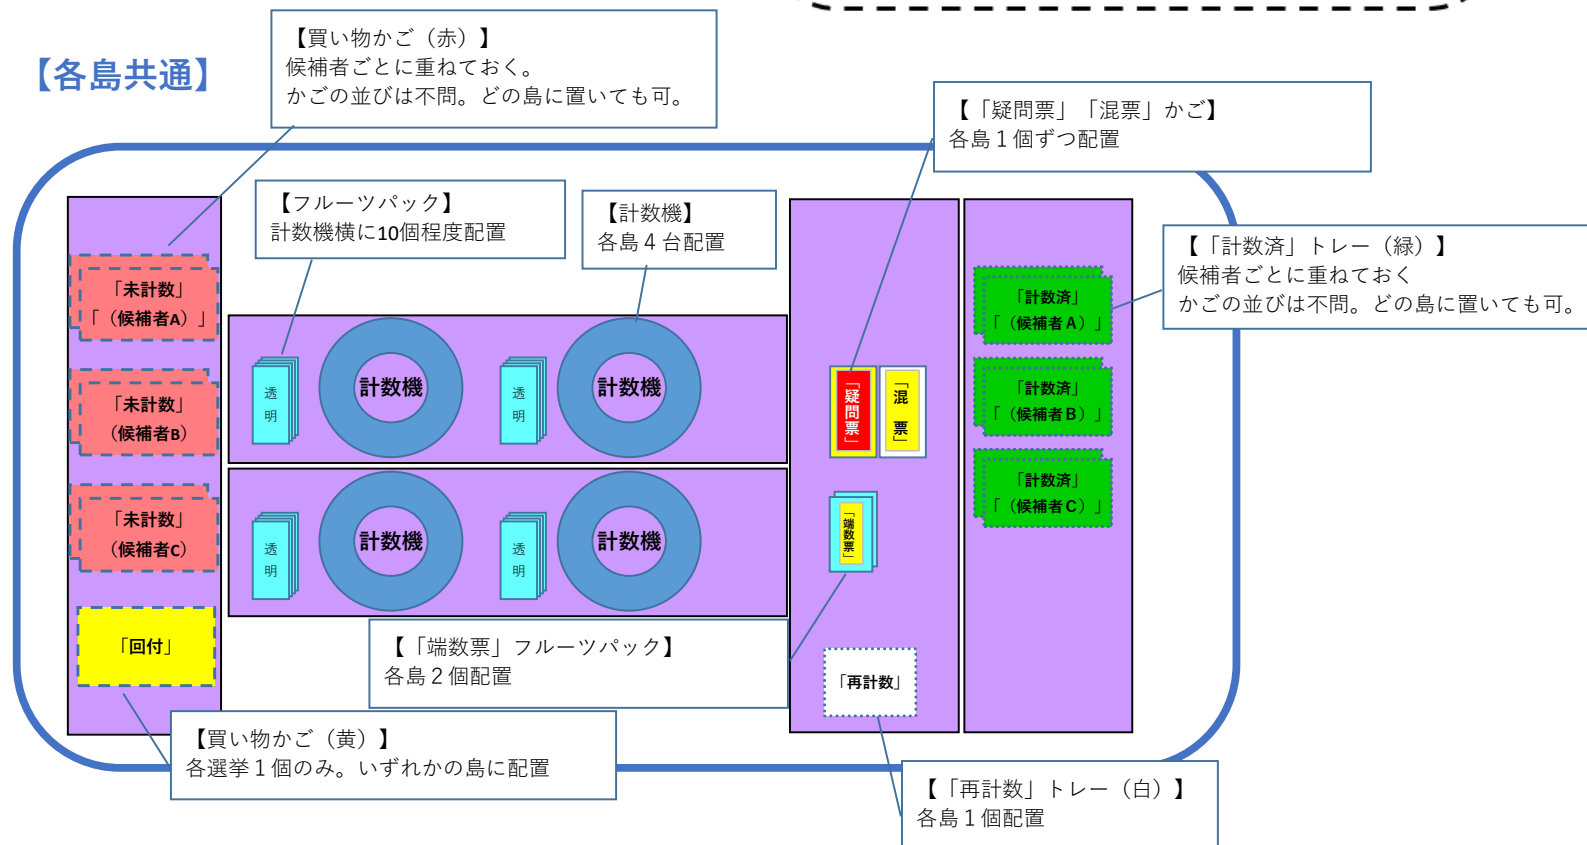 【各島共通】
【買い物かご（赤）】
候補者ごとに重ねておく。
かごの並びは不問。どの島に置いても可。
【「疑問票」「混票」かご】
各島１個ずつ配置
【フルーツパック】
計数機横に10個程度配置
【計数機】
各島４台配置
【「計数済」トレー（緑）】
候補者ごとに重ねておく
かごの並びは不問。どの島に置いても可。
「未計数」
「（候補者A）」
「未計数」
（候補者B）
「未計数」
（候補者C）
「回付」
透明
計数機
透明
計数機
透明
計数機
透明
計数機
「疑問票」
「混票」
「端数票」
「再計数」
「計数済」
「（候補者Ａ）」
「計数済」
「（候補者Ｂ）」
「計数済」
「（候補者Ｃ）」
【「端数票」フルーツパック】
各島２個配置
【買い物かご（黄）】
各選挙１個のみ。いずれかの島に配置
【「再計数」トレー（白）】
各島１個配置